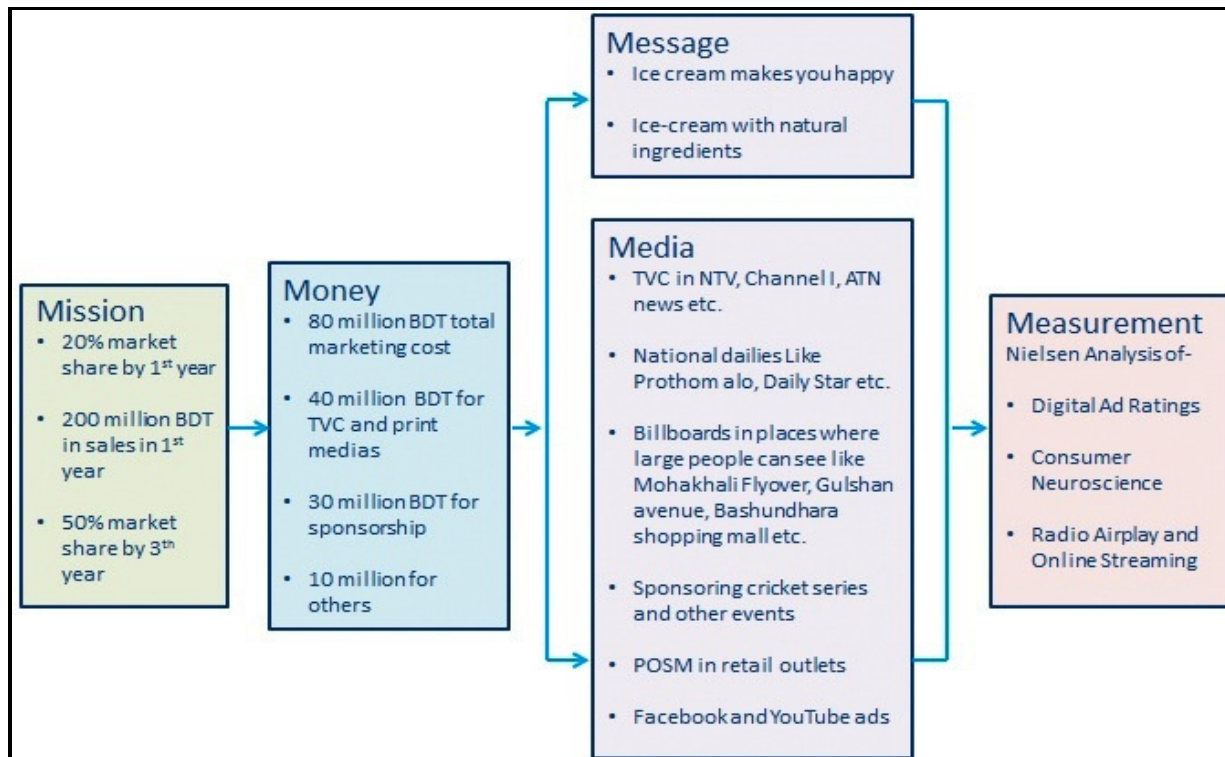 Mission
• 20% market
share by 1st year
• 200 million BDT
in sales in 1st
year
• 50% market
share by 3th
year
Money
• 80 million BDT total
marketing cost
• 40 million BDT for
TVC and print
medias
• 30 million BDT for
sponsorship
• 10 million for
others
Message
• Ice cream makes you happy
• Ice-cream with natural
ingredients
Media
• TVC in NTV, Channel I, ATN
news etc.
• National dailies Like
Prothom alo, Daily Star etc.
• Billboards in places where
large people can see like
Mohakhali Flyover, Gulshan
avenue, Bashundhara
shopping mall etc.
• Sponsoring cricket series
and other events
• POSM in retail outlets
• Facebook and YouTube ads
Measurement
Nielsen Analysis of-
• Digital Ad Ratings
• Consumer
Neuroscience
• Radio Airplay and
Online Streaming